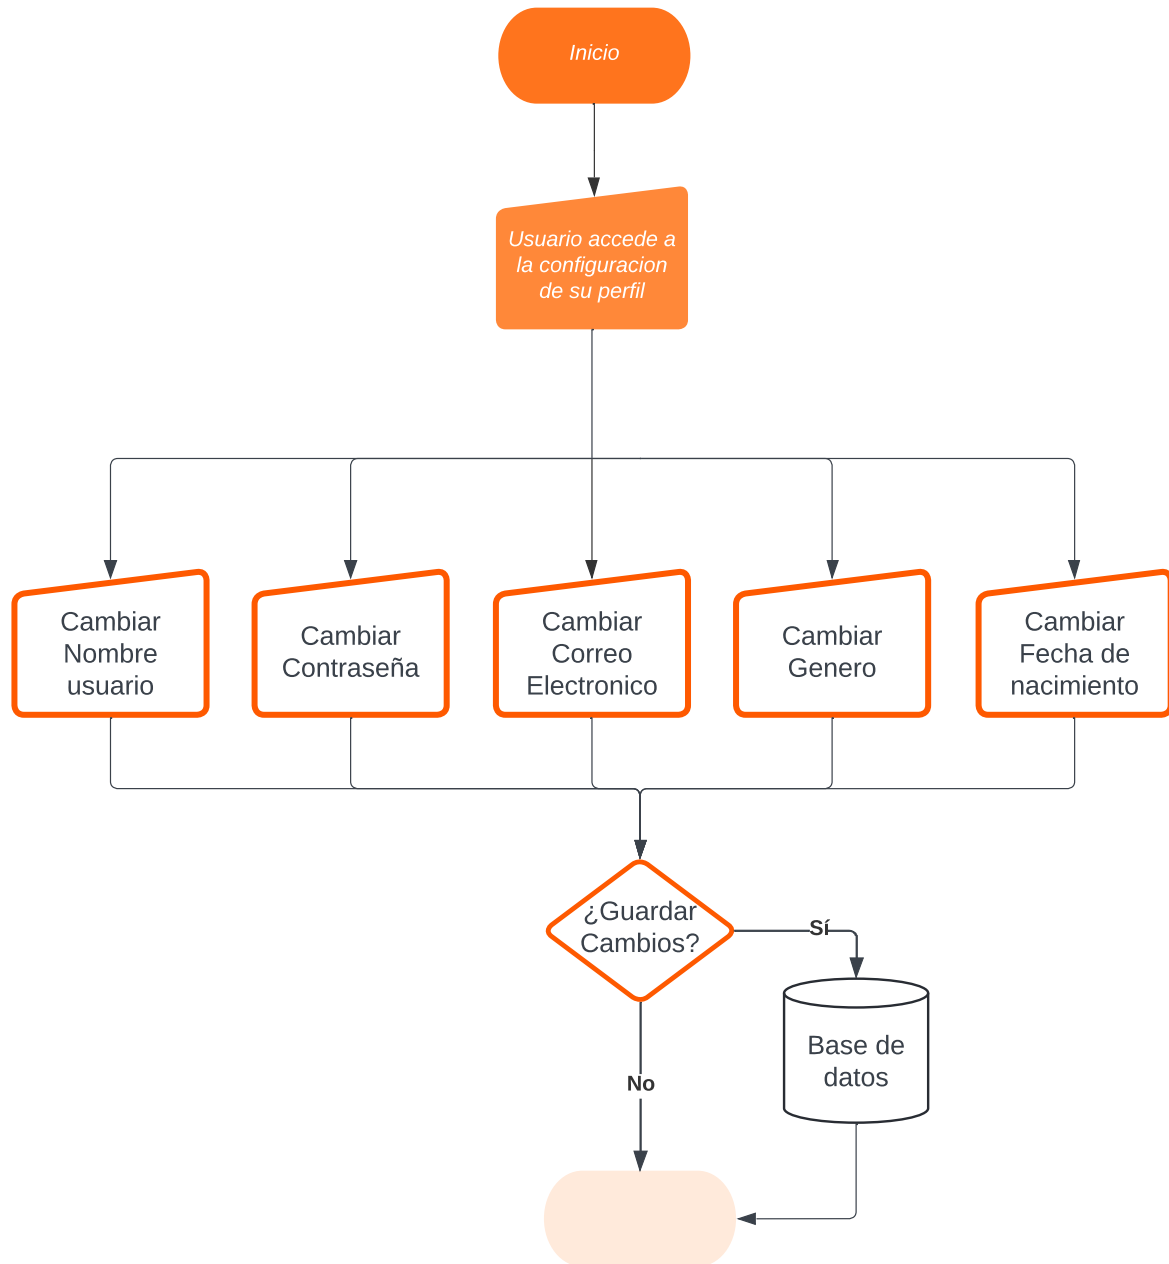 Inicio
Usuario accede a
la configuracion
de su perfil
Cambiar
Nombre
usuario
Cambiar
Contraseña
Cambiar
Correo
Electronico
Cambiar
Genero
Cambiar
Fecha de
nacimiento
¿Guardar
Cambios?
Sí
Base de
datos
No